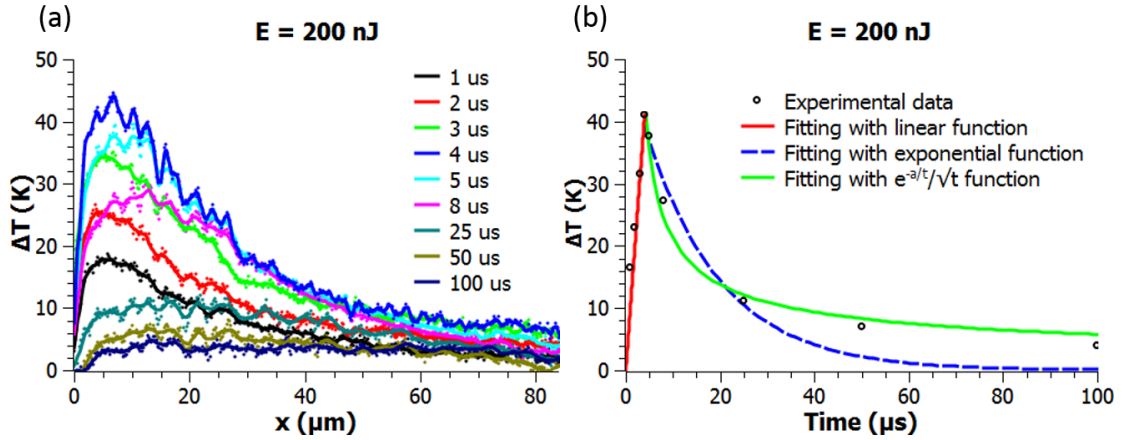 (a)
E = 200 nJ
ΔT (K)
50
40
30
20
10
0
1 us
2 us
3 us
4 us
5 us
8 us
25 us
50 us
100 us
0
20
40
60
80
x (µm)
(b)
E = 200 nJ
ΔT (K)
50
40
30
20
10
0
Experimental data
Fitting with linear function
Fitting with exponential function
Fitting with e^-a/t/√t function
0
20
40
60
80
100
Time (µs)